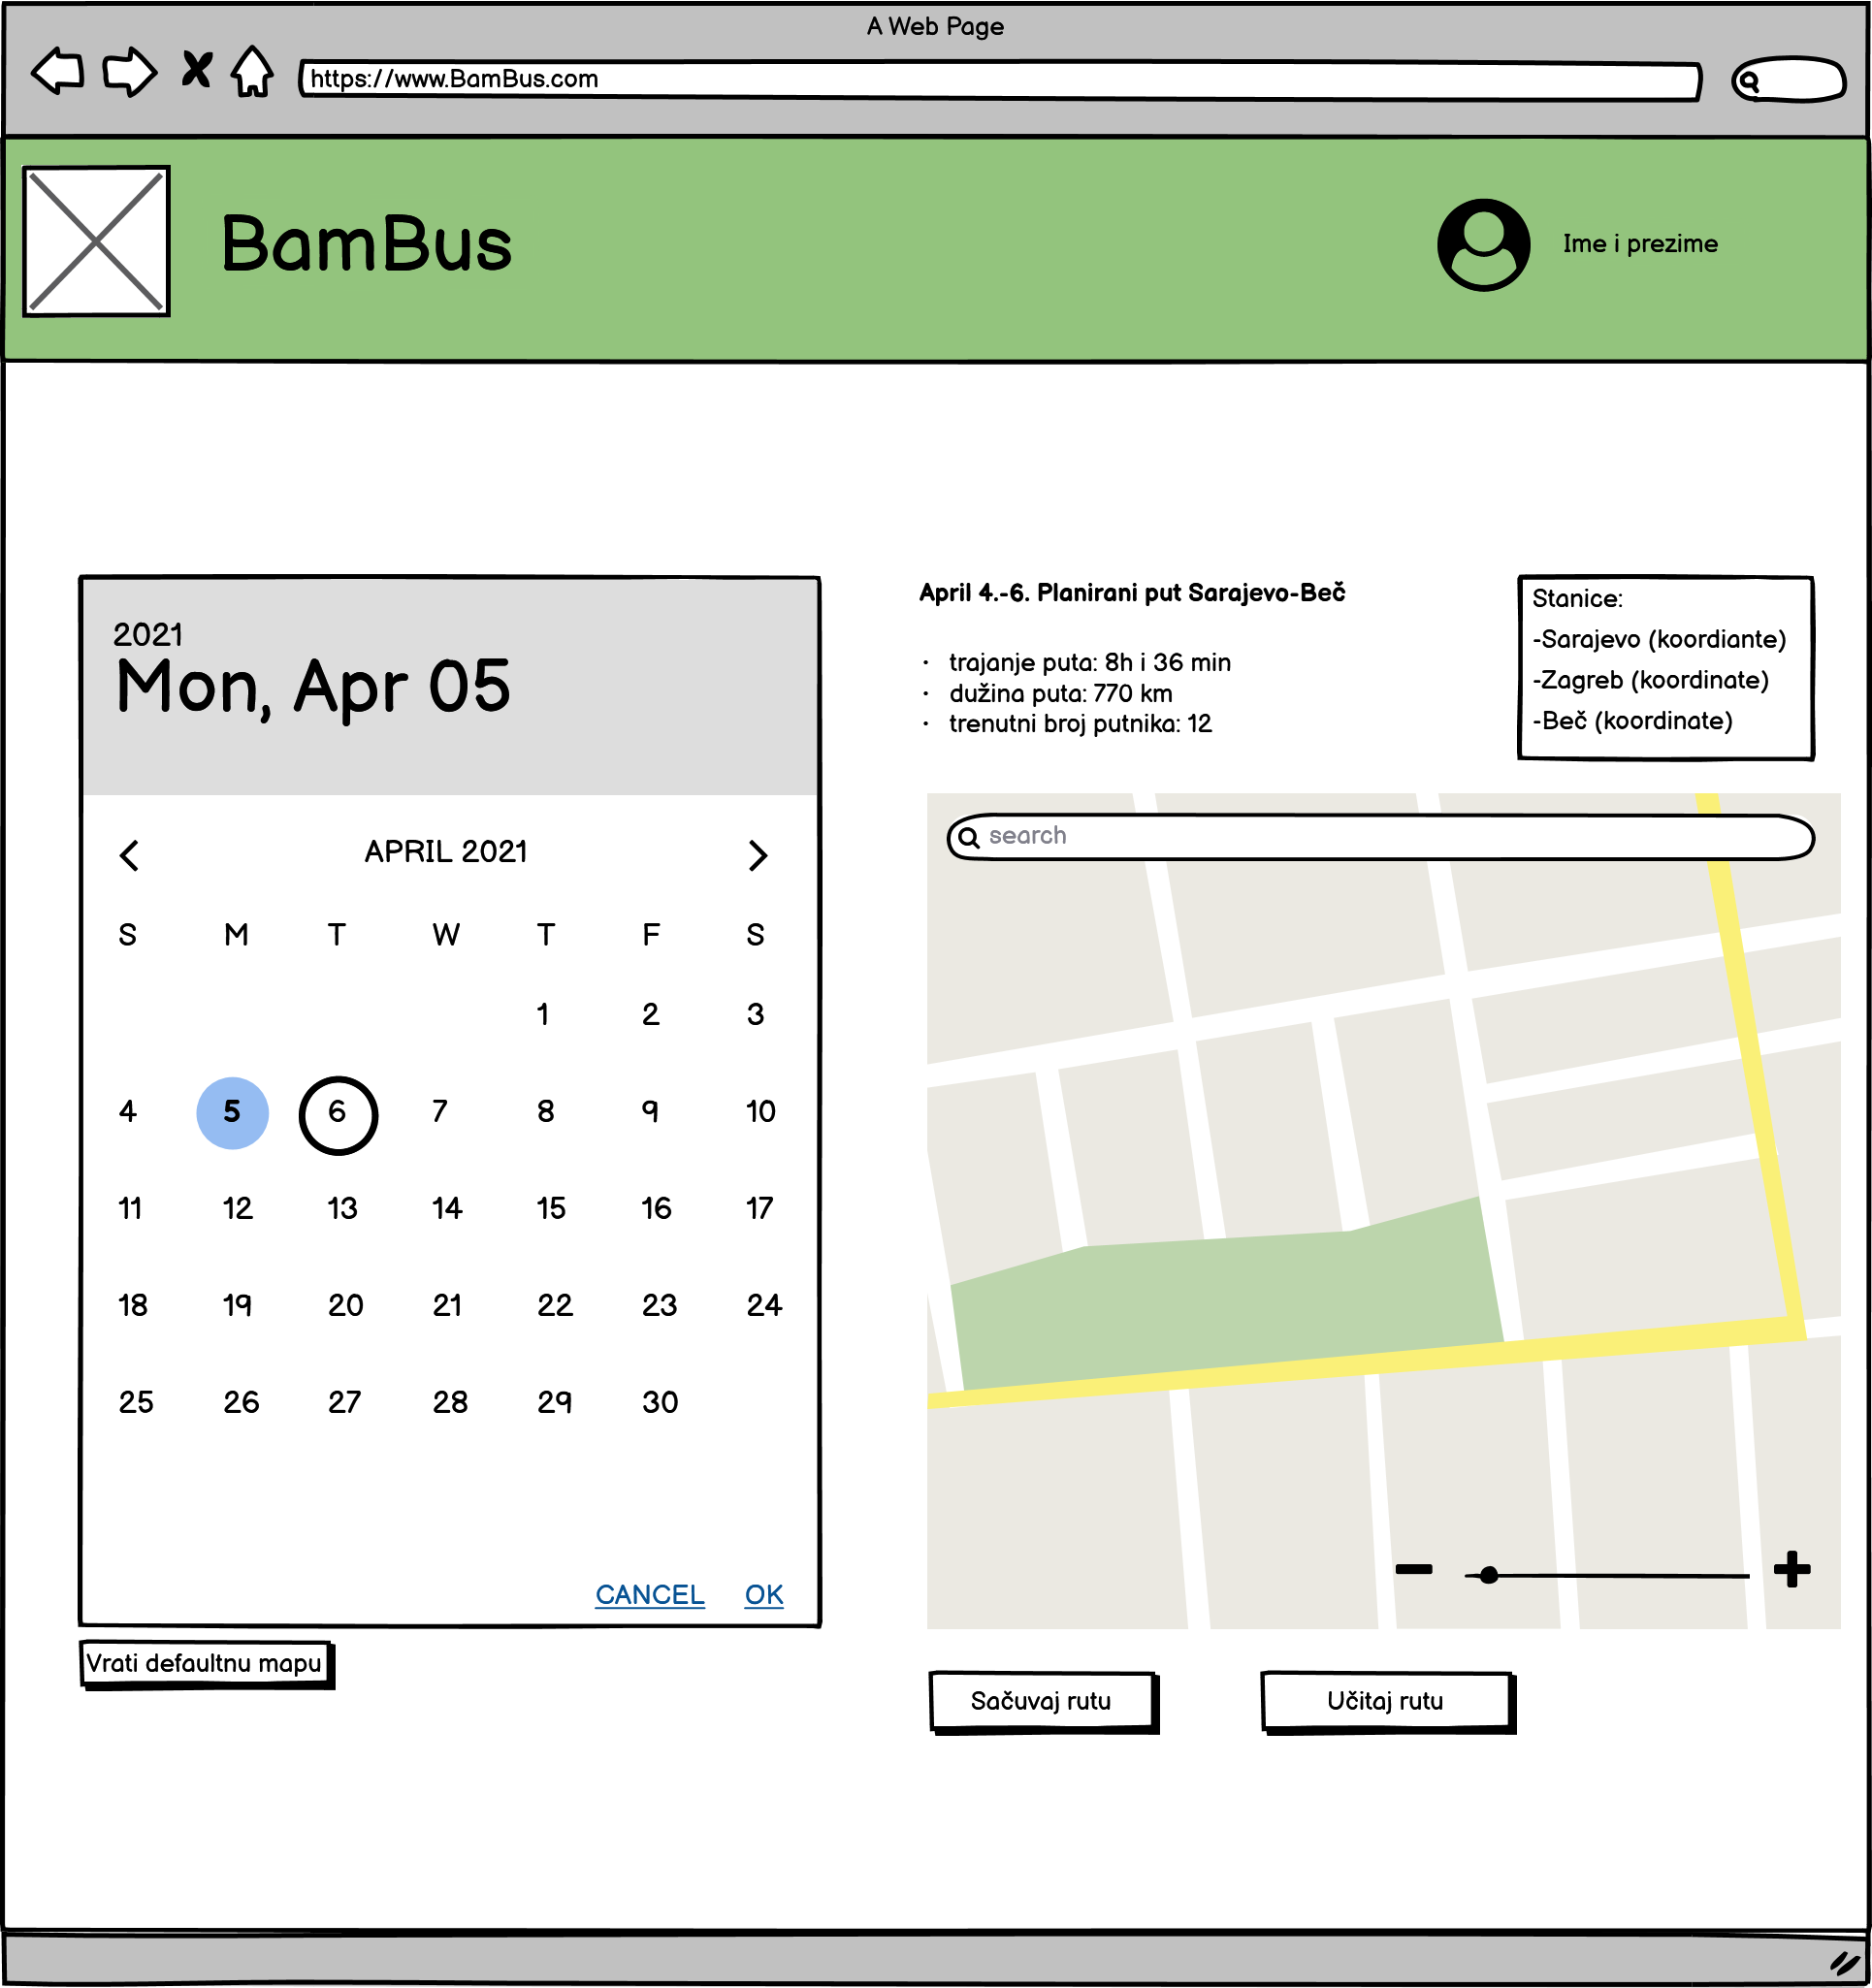 A Web Page
https://www.BamBus.com
BamBus
Ime i prezime
2021
Mon, Apr 05
APRIL 2021
S M T W T F S
1 2 3
4 5 6 7 8 9 10
11 12 13 14 15 16 17
18 19 20 21 22 23 24
25 26 27 28 29 30
CANCEL OK
Vrati defaultnu mapu
April 4.-6. Planirani put Sarajevo-Beč
• trajanje puta: 8h i 36 min
• dužina puta: 770 km
• trenutni broj putnika: 12
Stanice:
-Sarajevo (koordiante)
-Zagreb (koordinate)
-Beč (koordinate)
search
Sačuvaj rutu
Učitaj rutu